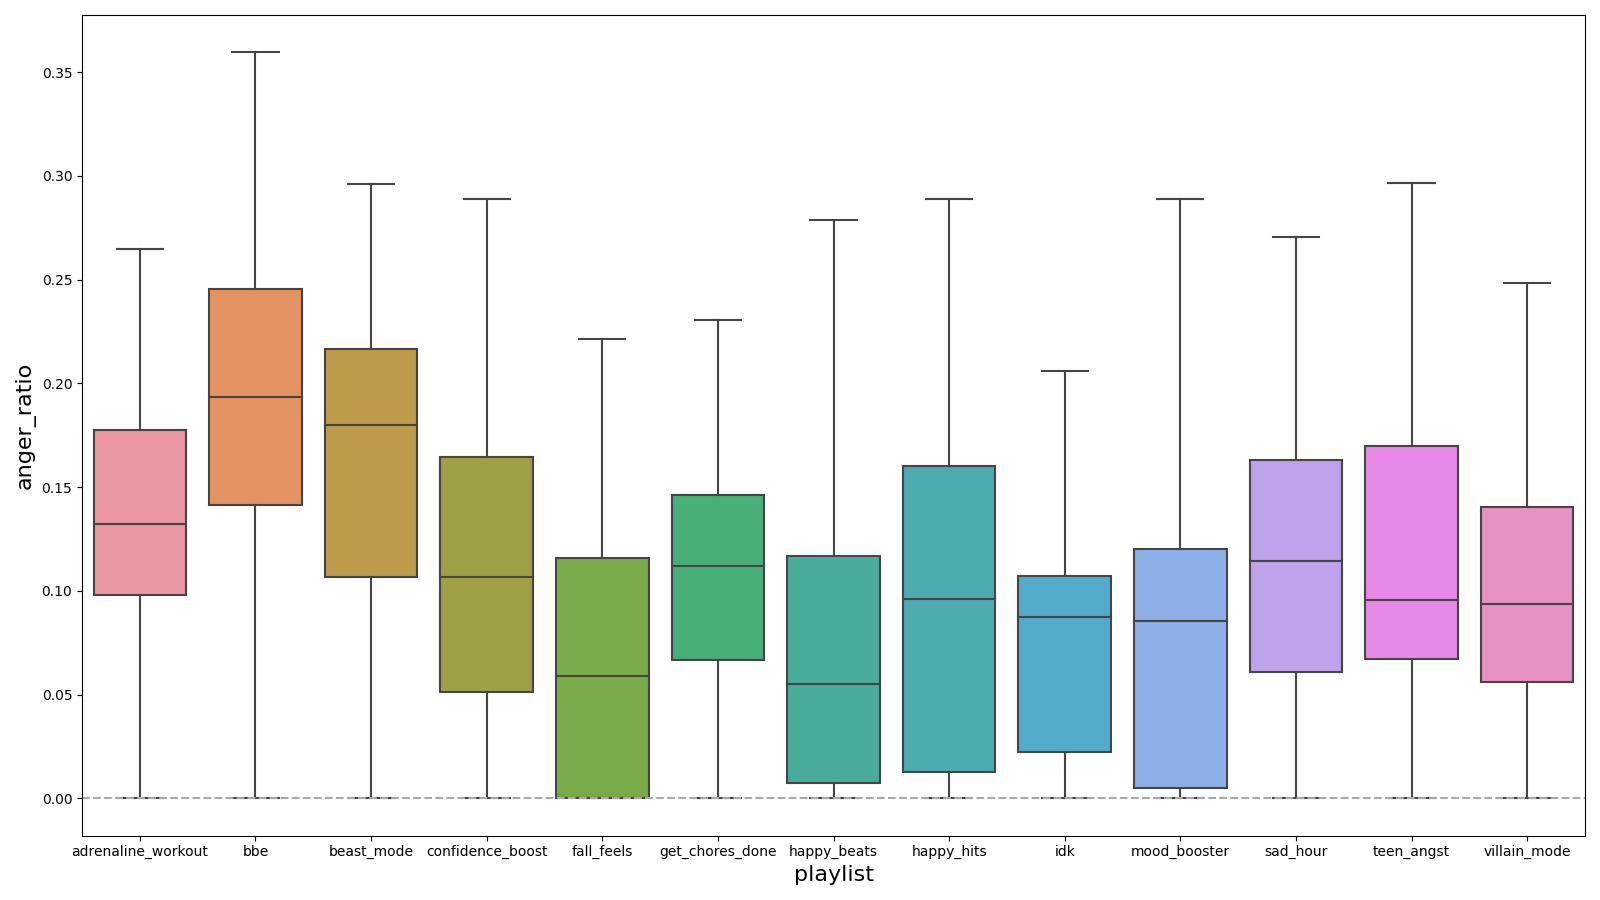 anger_ratio
0.35
0.30
0.25
0.20
0.15
0.10
0.05
0.00
adrenaline_workout bbe beast_mode confidence_boost fall_feels get_chores_done happy_beats happy_hits idk mood_booster sad_hour teen_angst villain_mode
playlist